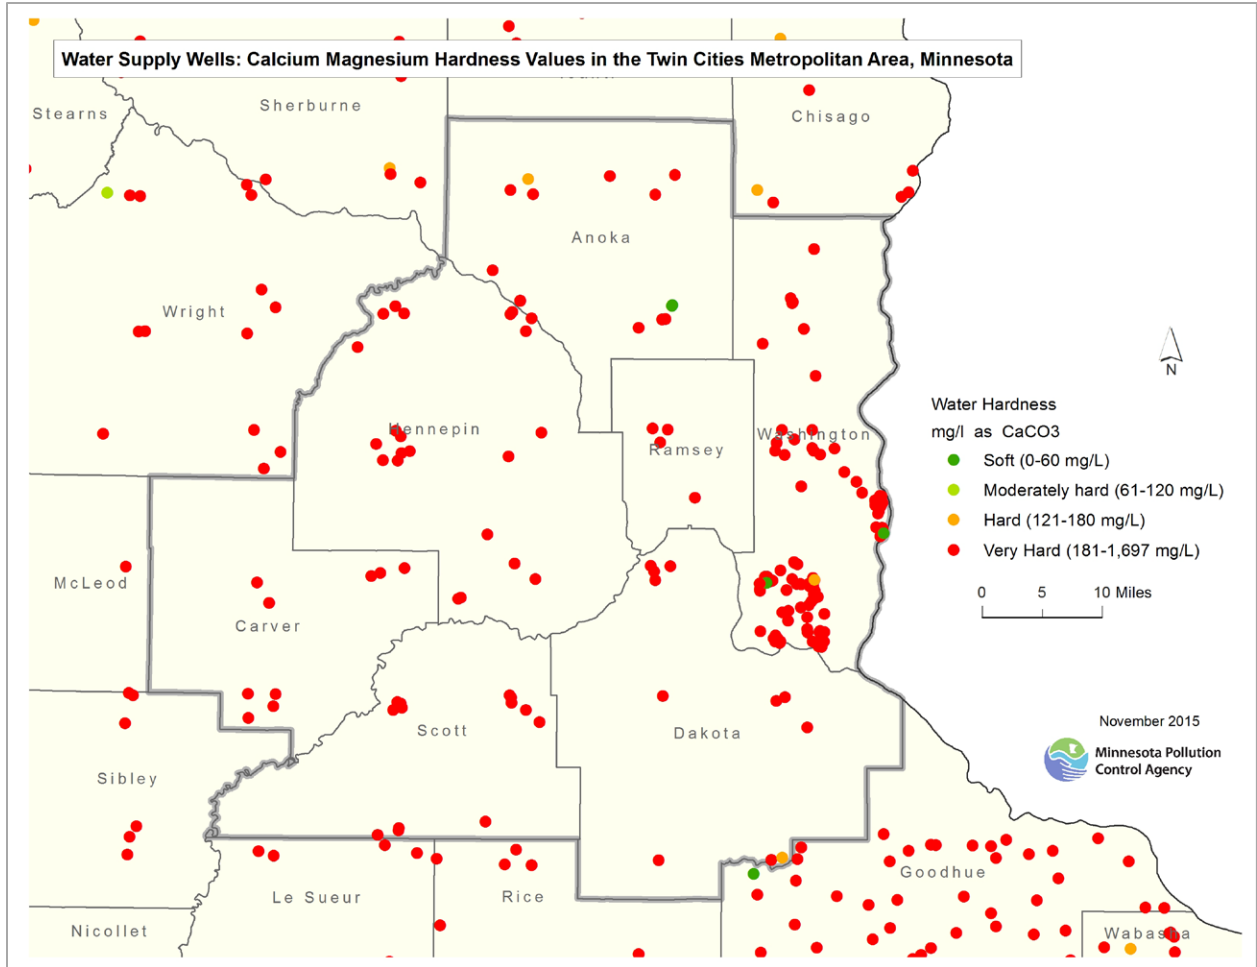 Water Supply Wells: Calcium Magnesium Hardness Values in the Twin Cities Metropolitan Area, Minnesota
Sherburne
Stearns
Chisago
Anoka
Wright
Hennepin
Washington
Ramsey
McLeod
Carver
Scott
Dakota
Sibley
Goodhue
Le Sueur
Rice
Nicollet
Wabasha
N
Water Hardness
mg/l as CaCO3
Soft (0-60 mg/L)
Moderately hard (61-120 mg/L)
Hard (121-180 mg/L)
Very Hard (181-1,697 mg/L)
0 5 10 Miles
November 2015
Minnesota Pollution
Control Agency